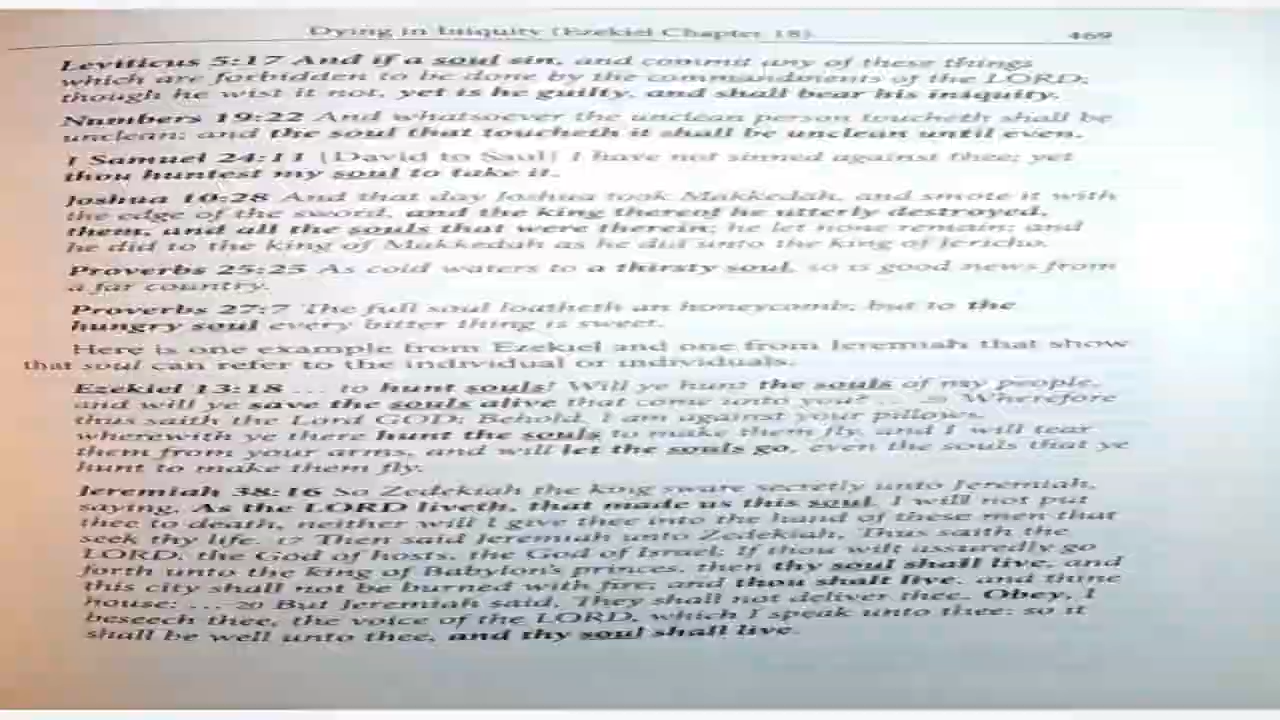 Dying in Iniquity (Ezekiel Chapter 18) 469
Leviticus 5:17 And if a soul sin, and commit any of these things
which are forbidden to be done by the commandments of the LORD;
though he wist it not, yet is he guilty, and shall bear his iniquity.
Numbers 19:22 And whatsoever the unclean person toucheth shall be
unclean; and the soul that toucheth it shall be unclean until even.
1 Samuel 24:11 [David to Saul] I have not sinned against thee; yet
thou huntest my soul to take it.
Joshua 10:28 And that day Joshua took Makkedah, and smote it with
the edge of the sword, and the king thereof he utterly destroyed,
them, and all the souls that were therein; he let none remain: and
he did to the king of Makkedah as he did unto the king of Jericho.
Proverbs 25:25 As cold waters to a thirsty soul, so is good news from
a far country.
Proverbs 27:7 The full soul loatheth an honeycomb; but to the
hungry soul every bitter thing is sweet.
Here is one example from Ezekiel and one from Jeremiah that show
that soul can refer to the individual or individuals.
Ezekiel 13:18 ... to hunt souls! Will ye hunt the souls of my people,
and will ye save the souls alive that come unto you? ... 20 Wherefore
thus saith the Lord GOD; Behold, I am against your pillows,
wherewith ye there hunt the souls to make them fly, and I will tear
them from your arms, and will let the souls go, even the souls that ye
hunt to make them fly.
Jeremiah 38:16 So Zedekiah the king sware secretly unto Jeremiah,
saying, As the LORD liveth, that made us this soul, I will not put
thee to death, neither will I give thee into the hand of these men that
seek thy life. 17 Then said Jeremiah unto Zedekiah, Thus saith the
LORD, the God of hosts, the God of Israel; If thou wilt assuredly go
forth unto the king of Babylon's princes, then thy soul shall live, and
this city shall not be burned with fire; and thou shalt live, and thine
house: ... 20 But Jeremiah said, They shall not deliver thee. Obey, I
beseech thee, the voice of the LORD, which I speak unto thee: so it
shall be well unto thee, and thy soul shall live.